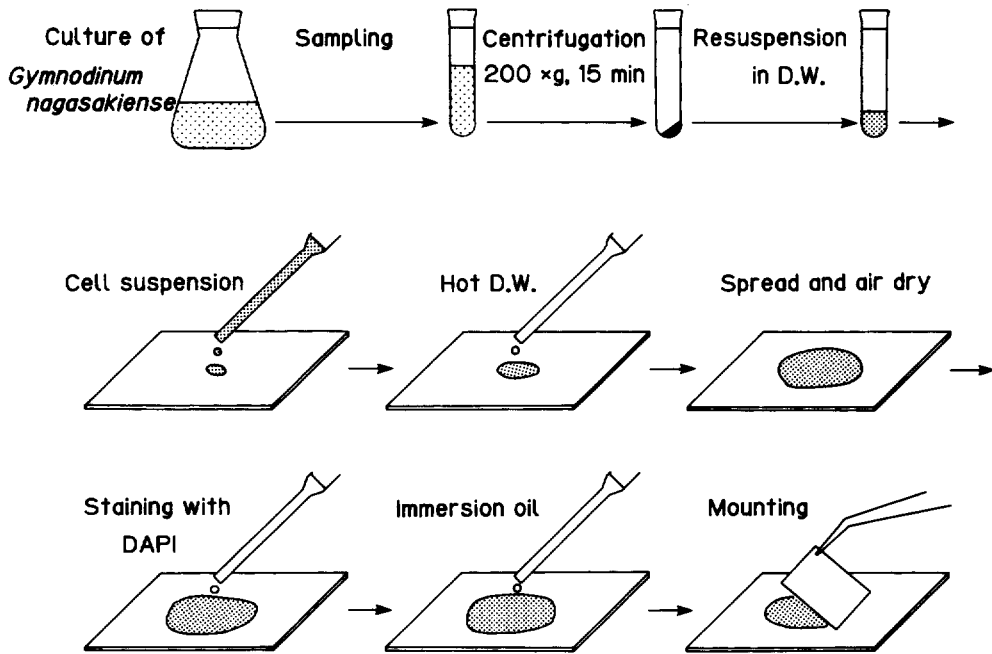 Culture of
Gymnodinum
nagasakiense
Sampling
Centrifugation
200 ×g, 15 min
Resuspension
in D.W.
Cell suspension
Hot D.W.
Spread and air dry
Staining with
DAPI
Immersion oil
Mounting